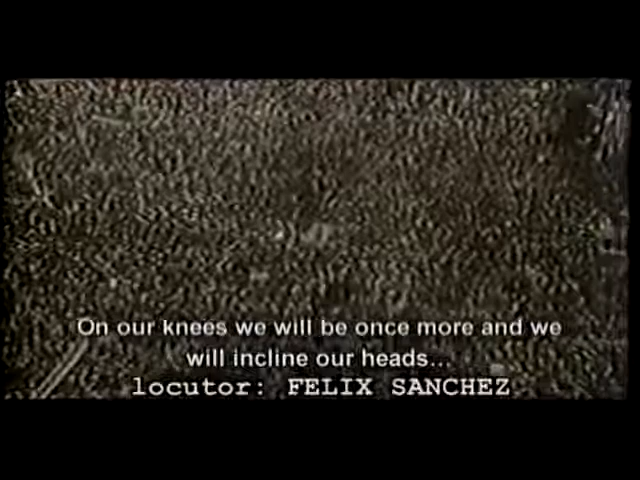 On our knees we will be once more and we
will incline our heads...
locutor: FELIX SANCHEZ